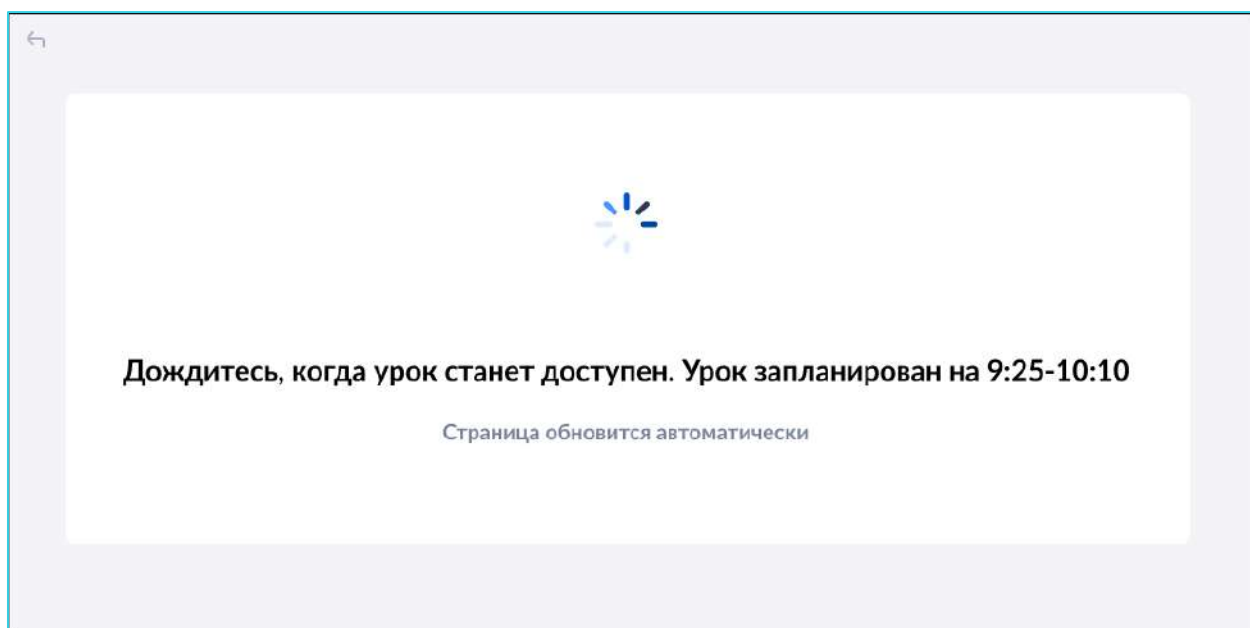 Дождитесь, когда урок станет доступен. Урок запланирован на 9:25-10:10
Страница обновится автоматически